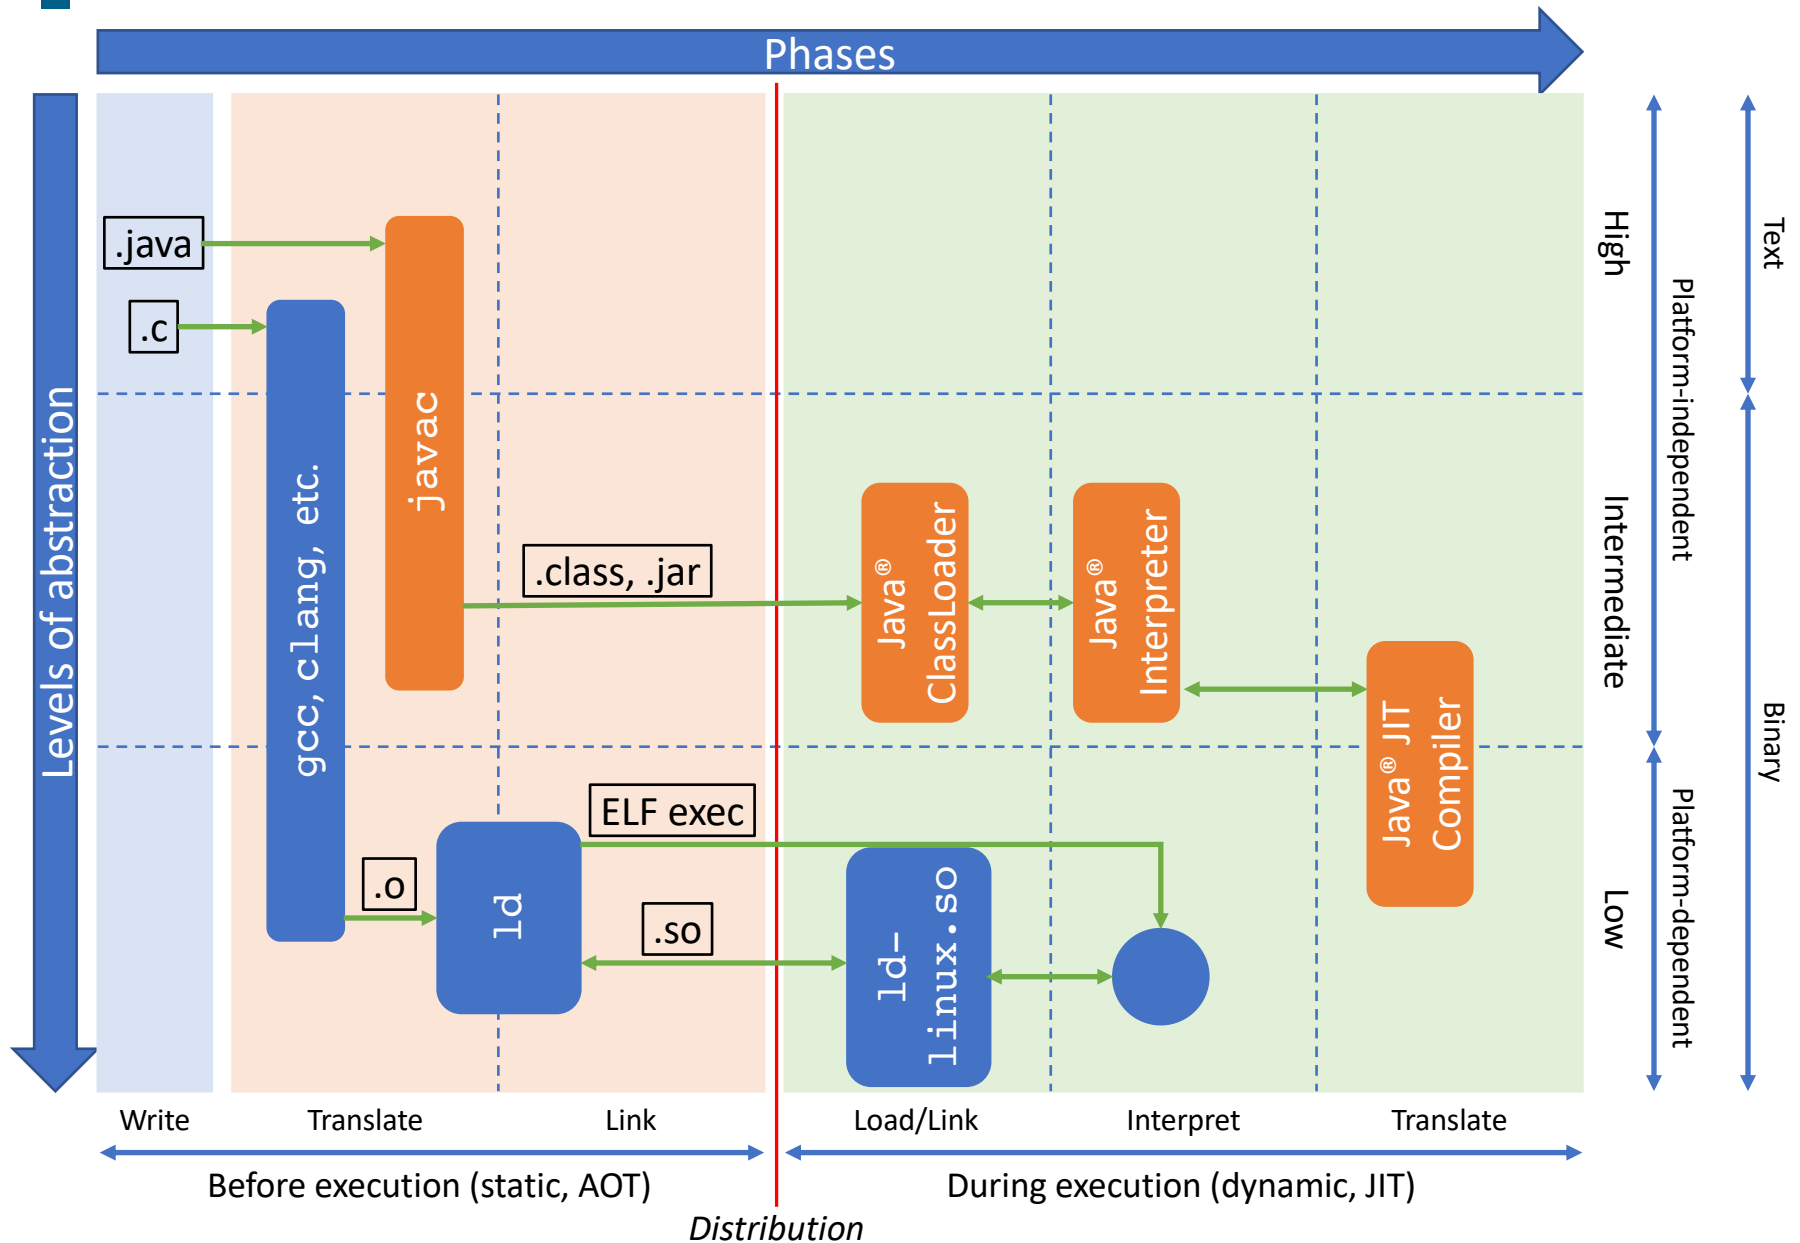 Phases
Levels of abstraction
.java
.c
gcc, clang, etc.
javac
.class, .jar
Java®
ClassLoader
Java®
Interpreter
Java® JIT
Compiler
ELF exec
.o
ld
.so
ld-
linux.so
High
Intermediate
Low
Platform-independent
Platform-dependent
Text
Binary
Write
Translate
Link
Load/Link
Interpret
Translate
Before execution (static, AOT)
During execution (dynamic, JIT)
Distribution